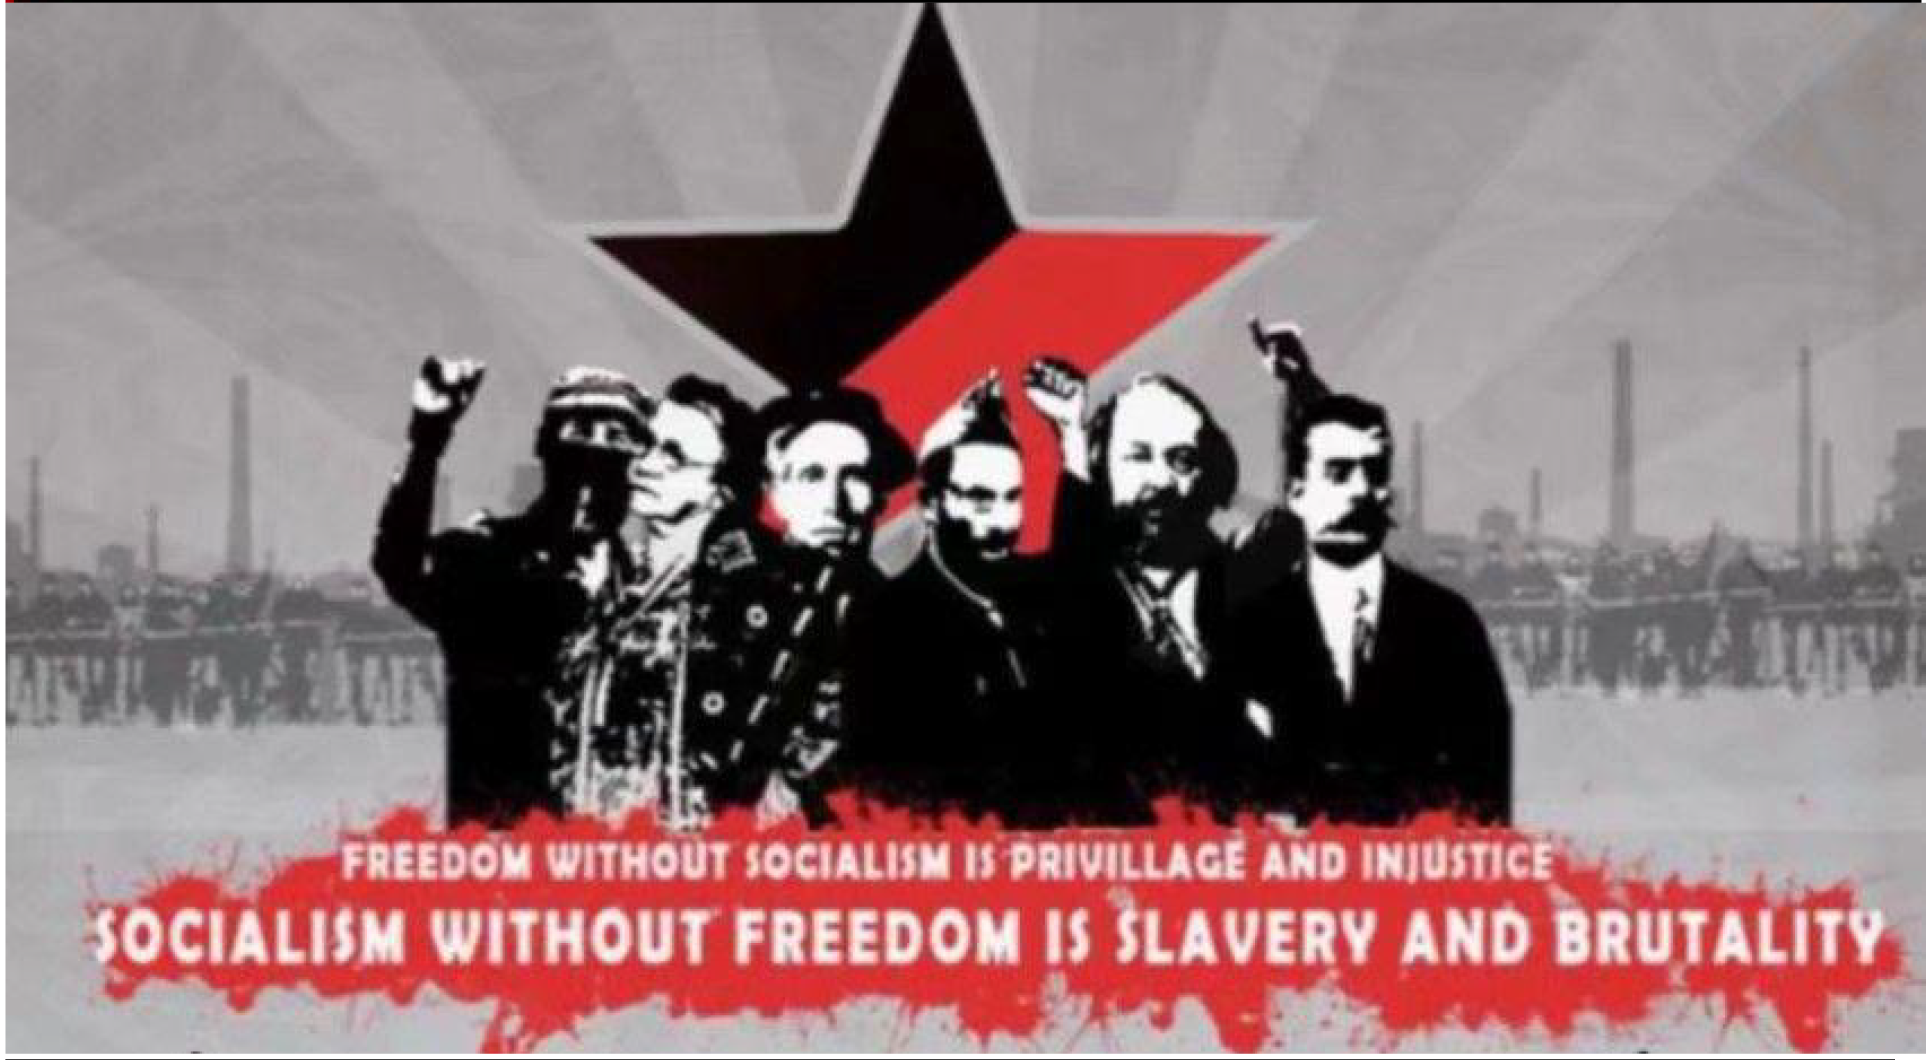 FREEDOM WITHOUT SOCIALISM IS PRIVILLAGE AND INJUSTICE
SOCIALISM WITHOUT FREEDOM IS SLAVERY AND BRUTALITY